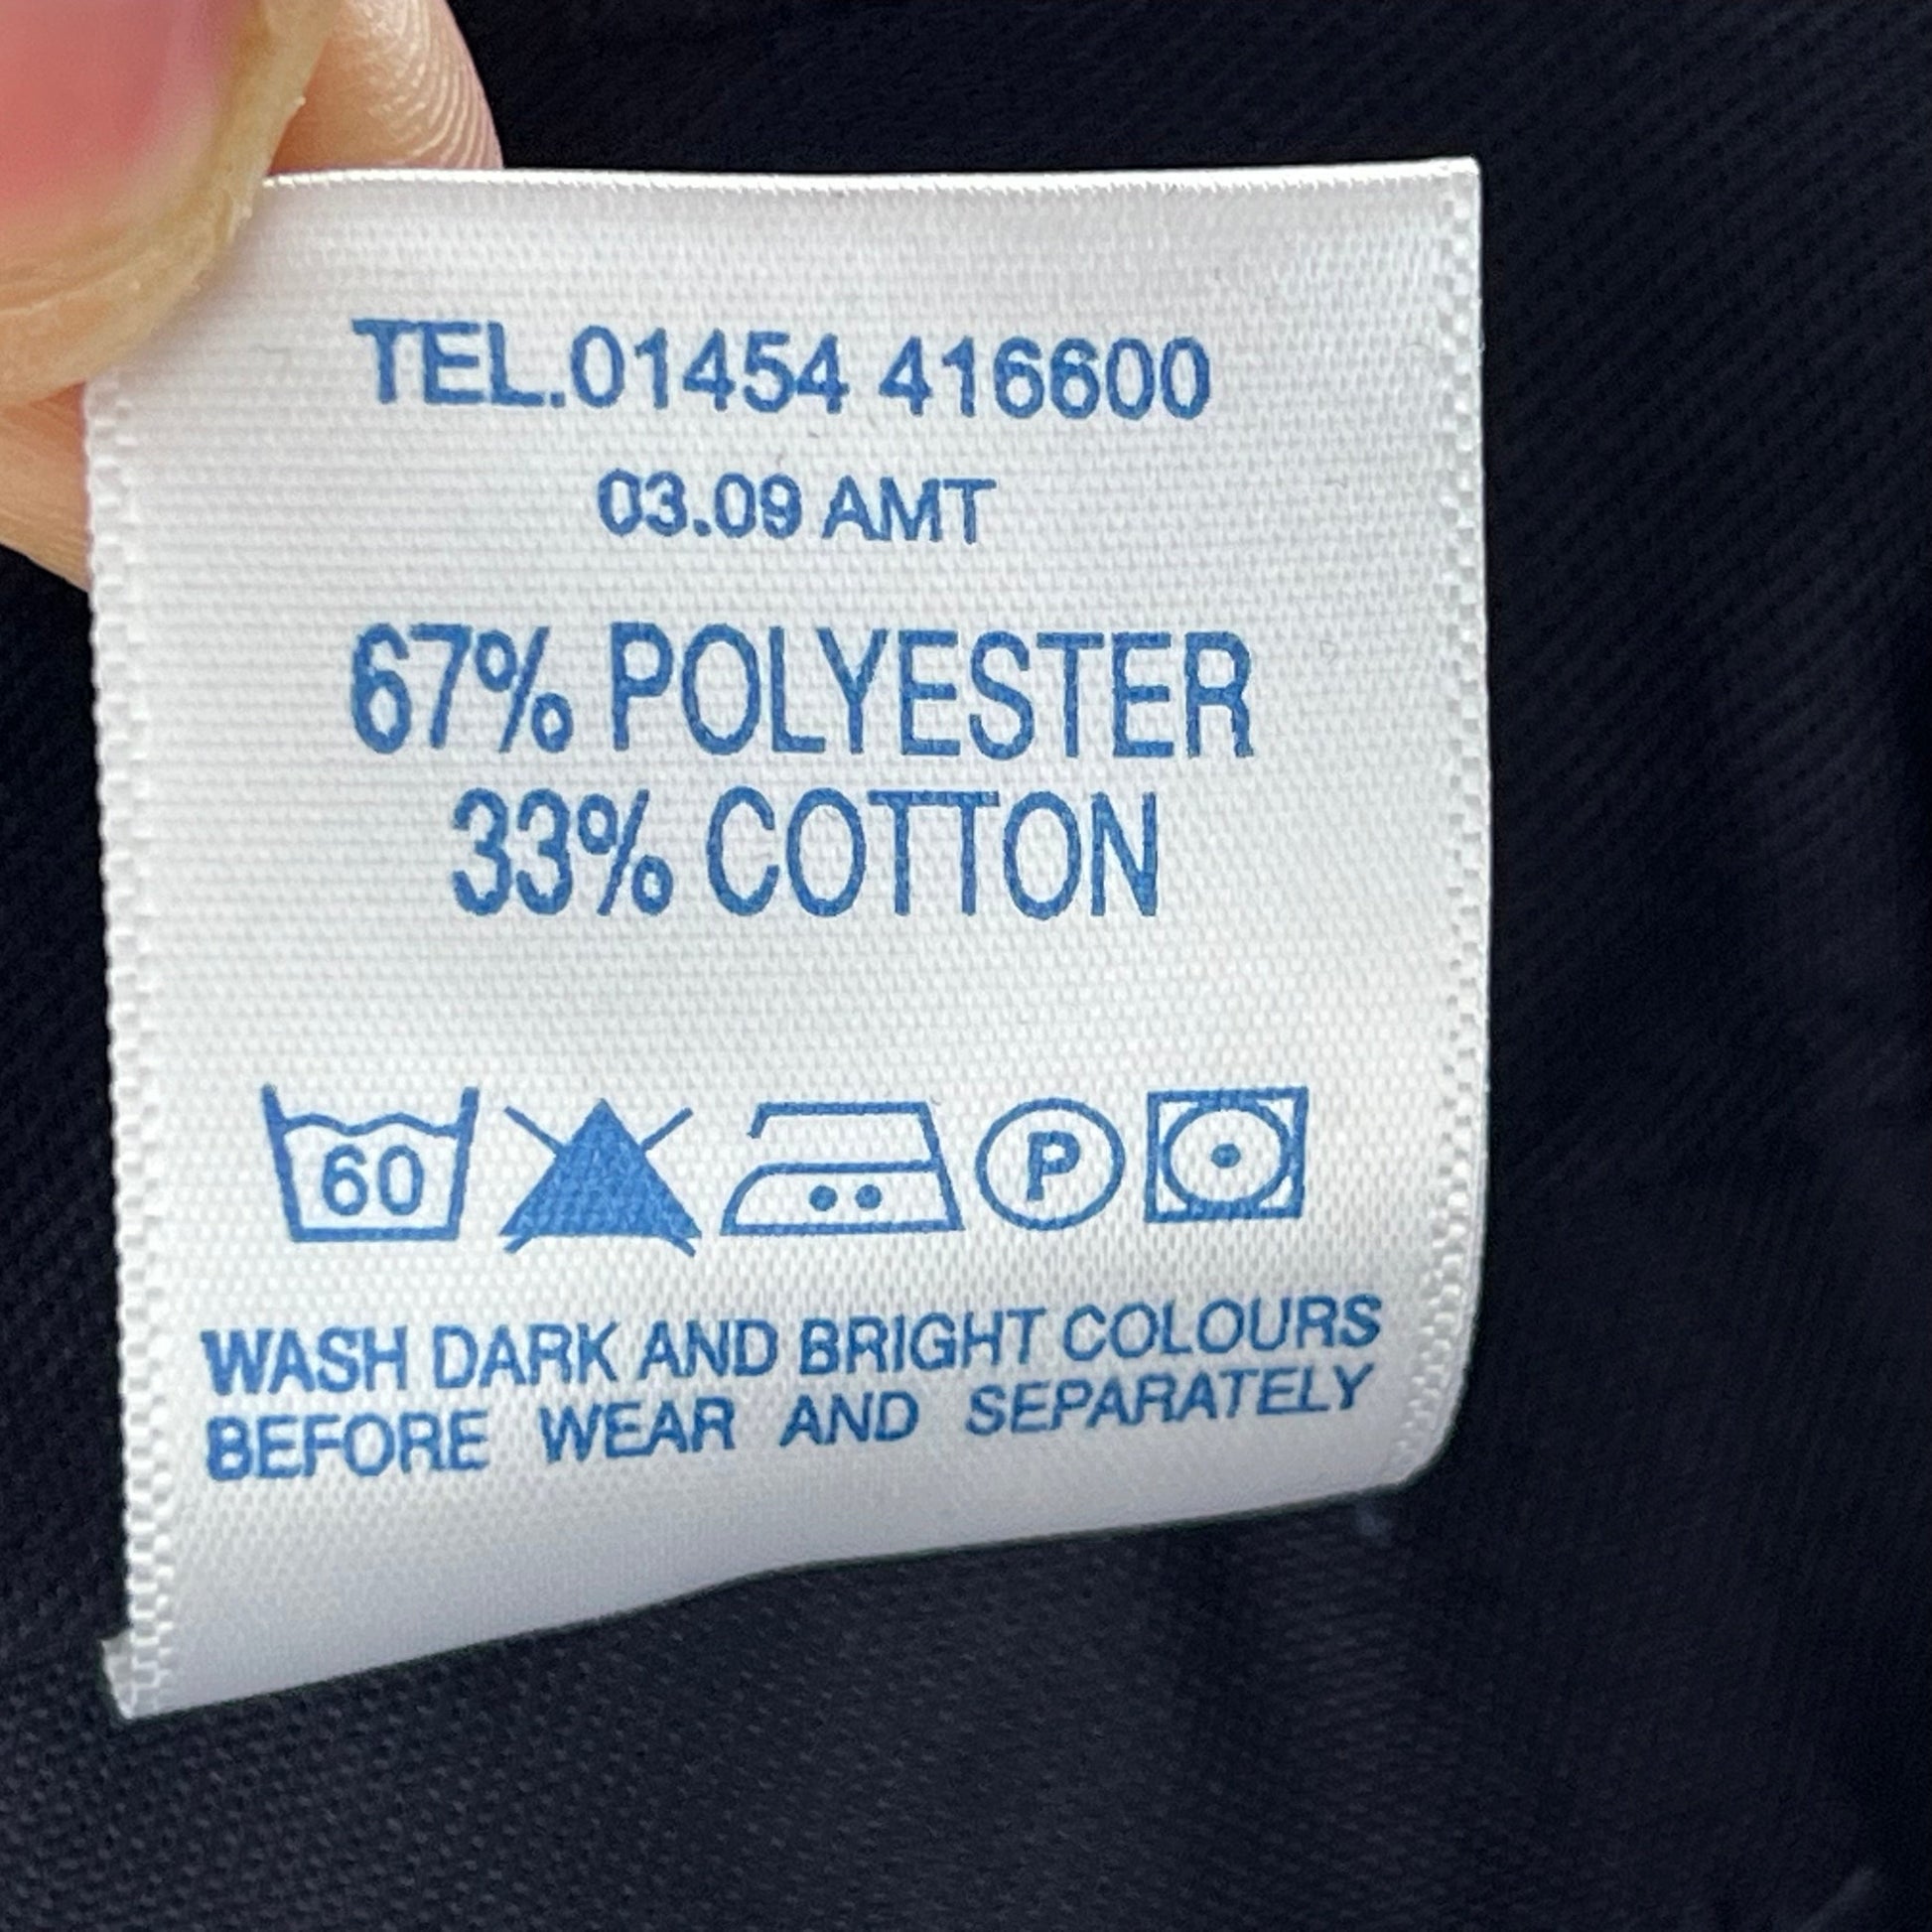 TEL.01454 416600
03.09 AMT
67% POLYESTER
33% COTTON
60 P
WASH DARK AND BRIGHT COLOURS
BEFORE WEAR AND SEPARATELY